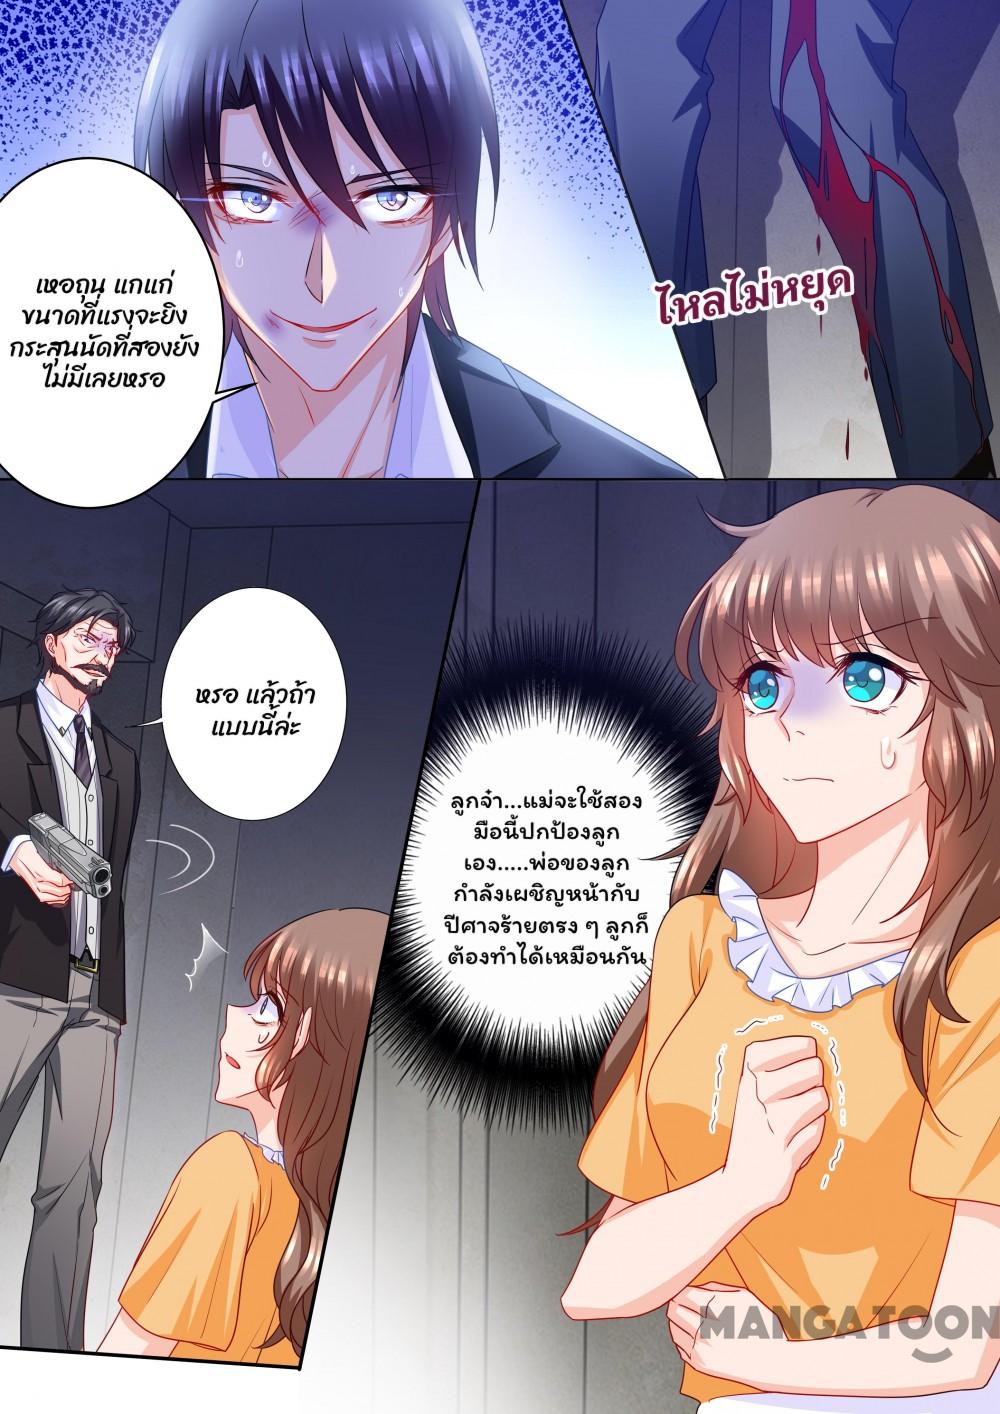 เหอถุน แกแก่
ขนาดที่แรงจะยิง
กระสุนนัดที่สองยัง
ไม่มีเลยหรอ
ไหลไม่หยุด
หรอ แล้วถ้า
แบบนี้ล่ะ
ลูกจ๋า...แม่จะใช้สอง
มือนี้ปกป้องลูก
เอง.....พ่อของลูก
กำลังเผชิญหน้ากับ
ปีศาจร้ายตรง ๆ ลูกก็
ต้องทำได้เหมือนกัน
MANGATOON